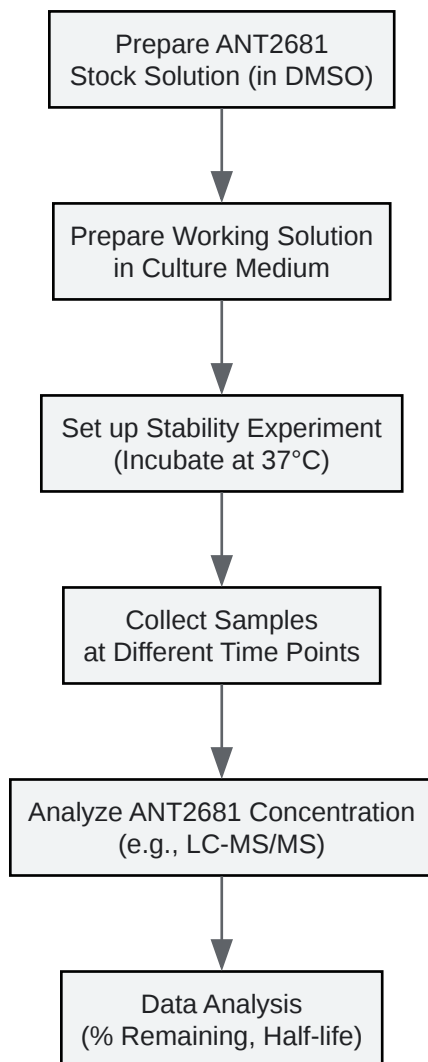 Prepare ANT2681
Stock Solution (in DMSO)
Prepare Working Solution
in Culture Medium
Set up Stability Experiment
(Incubate at 37°C)
Collect Samples
at Different Time Points
Analyze ANT2681 Concentration
(e.g., LC-MS/MS)
Data Analysis
(% Remaining, Half-life)